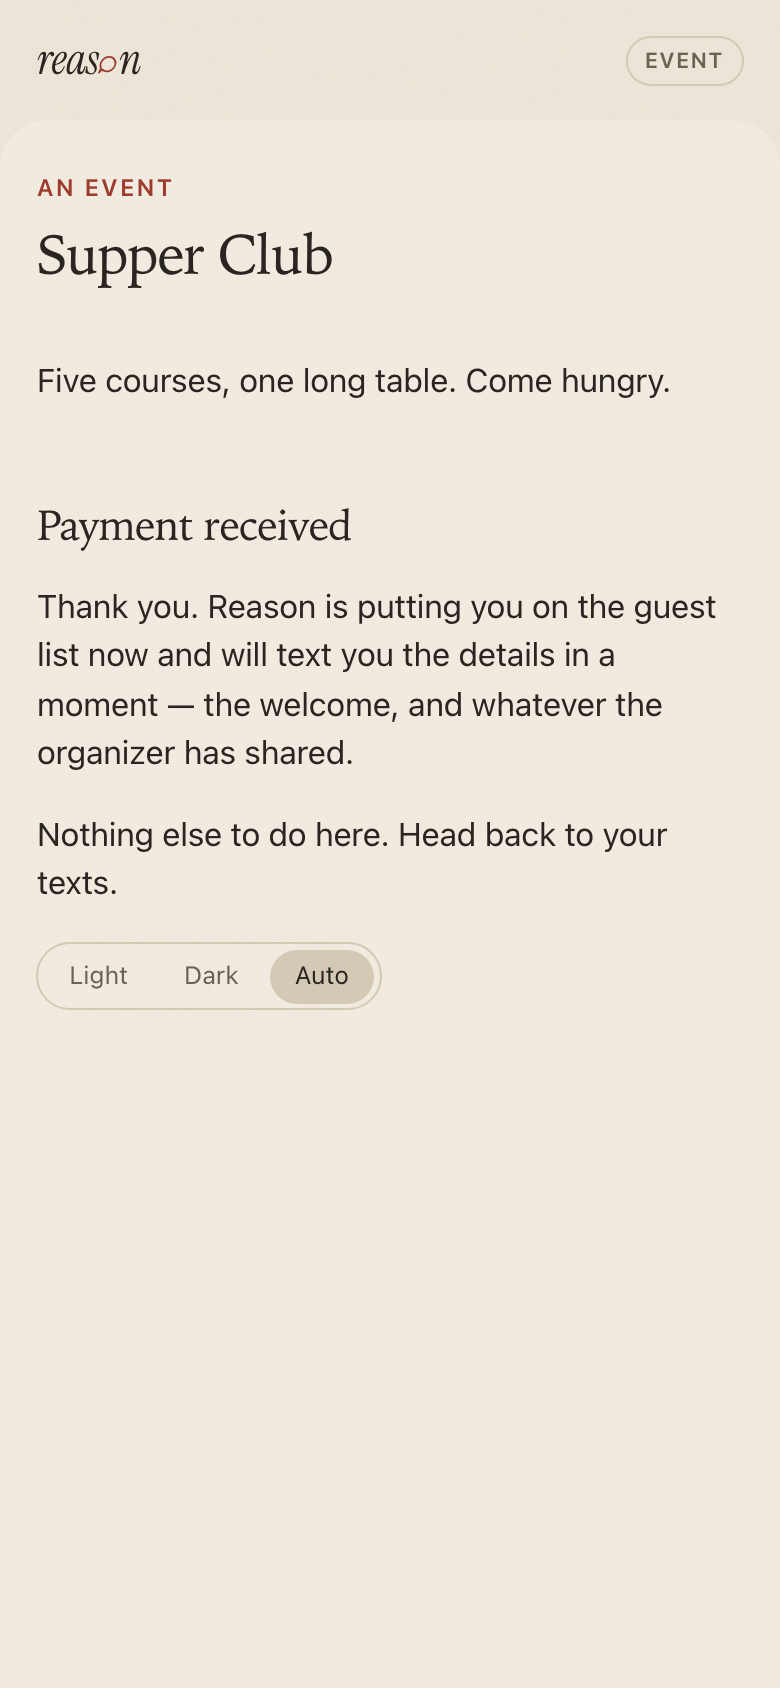 reason
EVENT
AN EVENT
Supper Club
Five courses, one long table. Come hungry.
Payment received
Thank you. Reason is putting you on the guest
list now and will text you the details in a
moment — the welcome, and whatever the
organizer has shared.
Nothing else to do here. Head back to your
texts.
Light Dark Auto